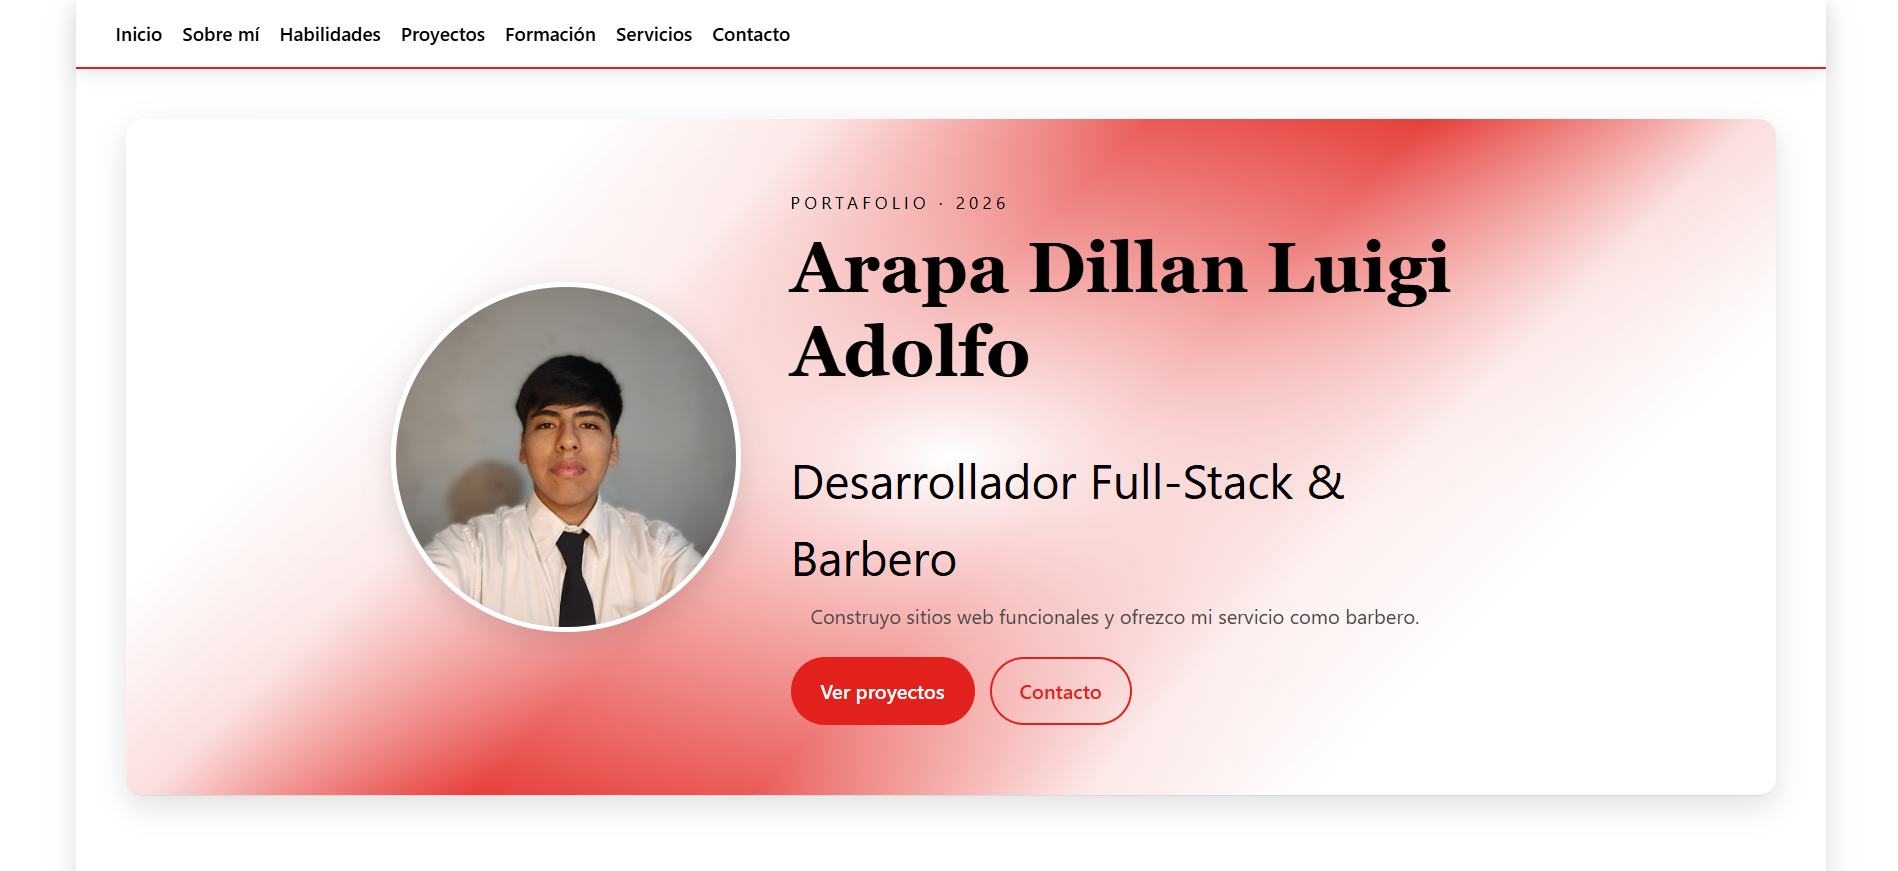 Inicio Sobre mí Habilidades Proyectos Formación Servicios Contacto
PORTAFOLIO · 2026
Arapa Dillan Luigi
Adolfo
Desarrollador Full-Stack &
Barbero
Construyo sitios web funcionales y ofrezco mi servicio como barbero.
Ver proyectos Contacto